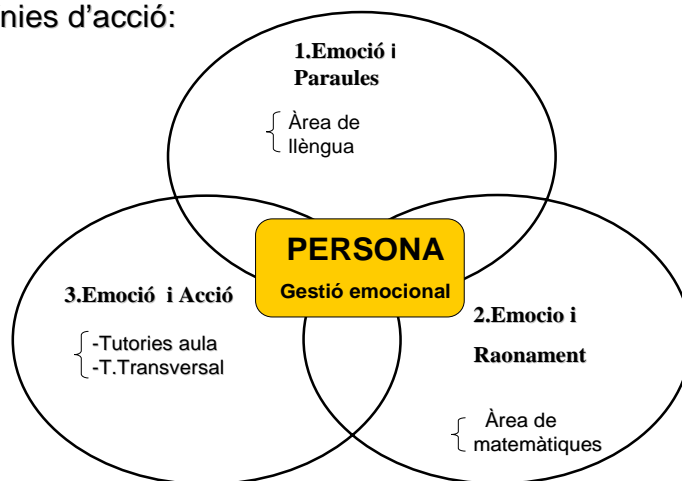 nies d’acció:
1.Emoció i
Paraules
Àrea de
llèngua
PERSONA
Gestió emocional
3.Emoció i Acció
-Tutories aula
-T.Transversal
2.Emocio i
Raonament
Àrea de
matemàtiques